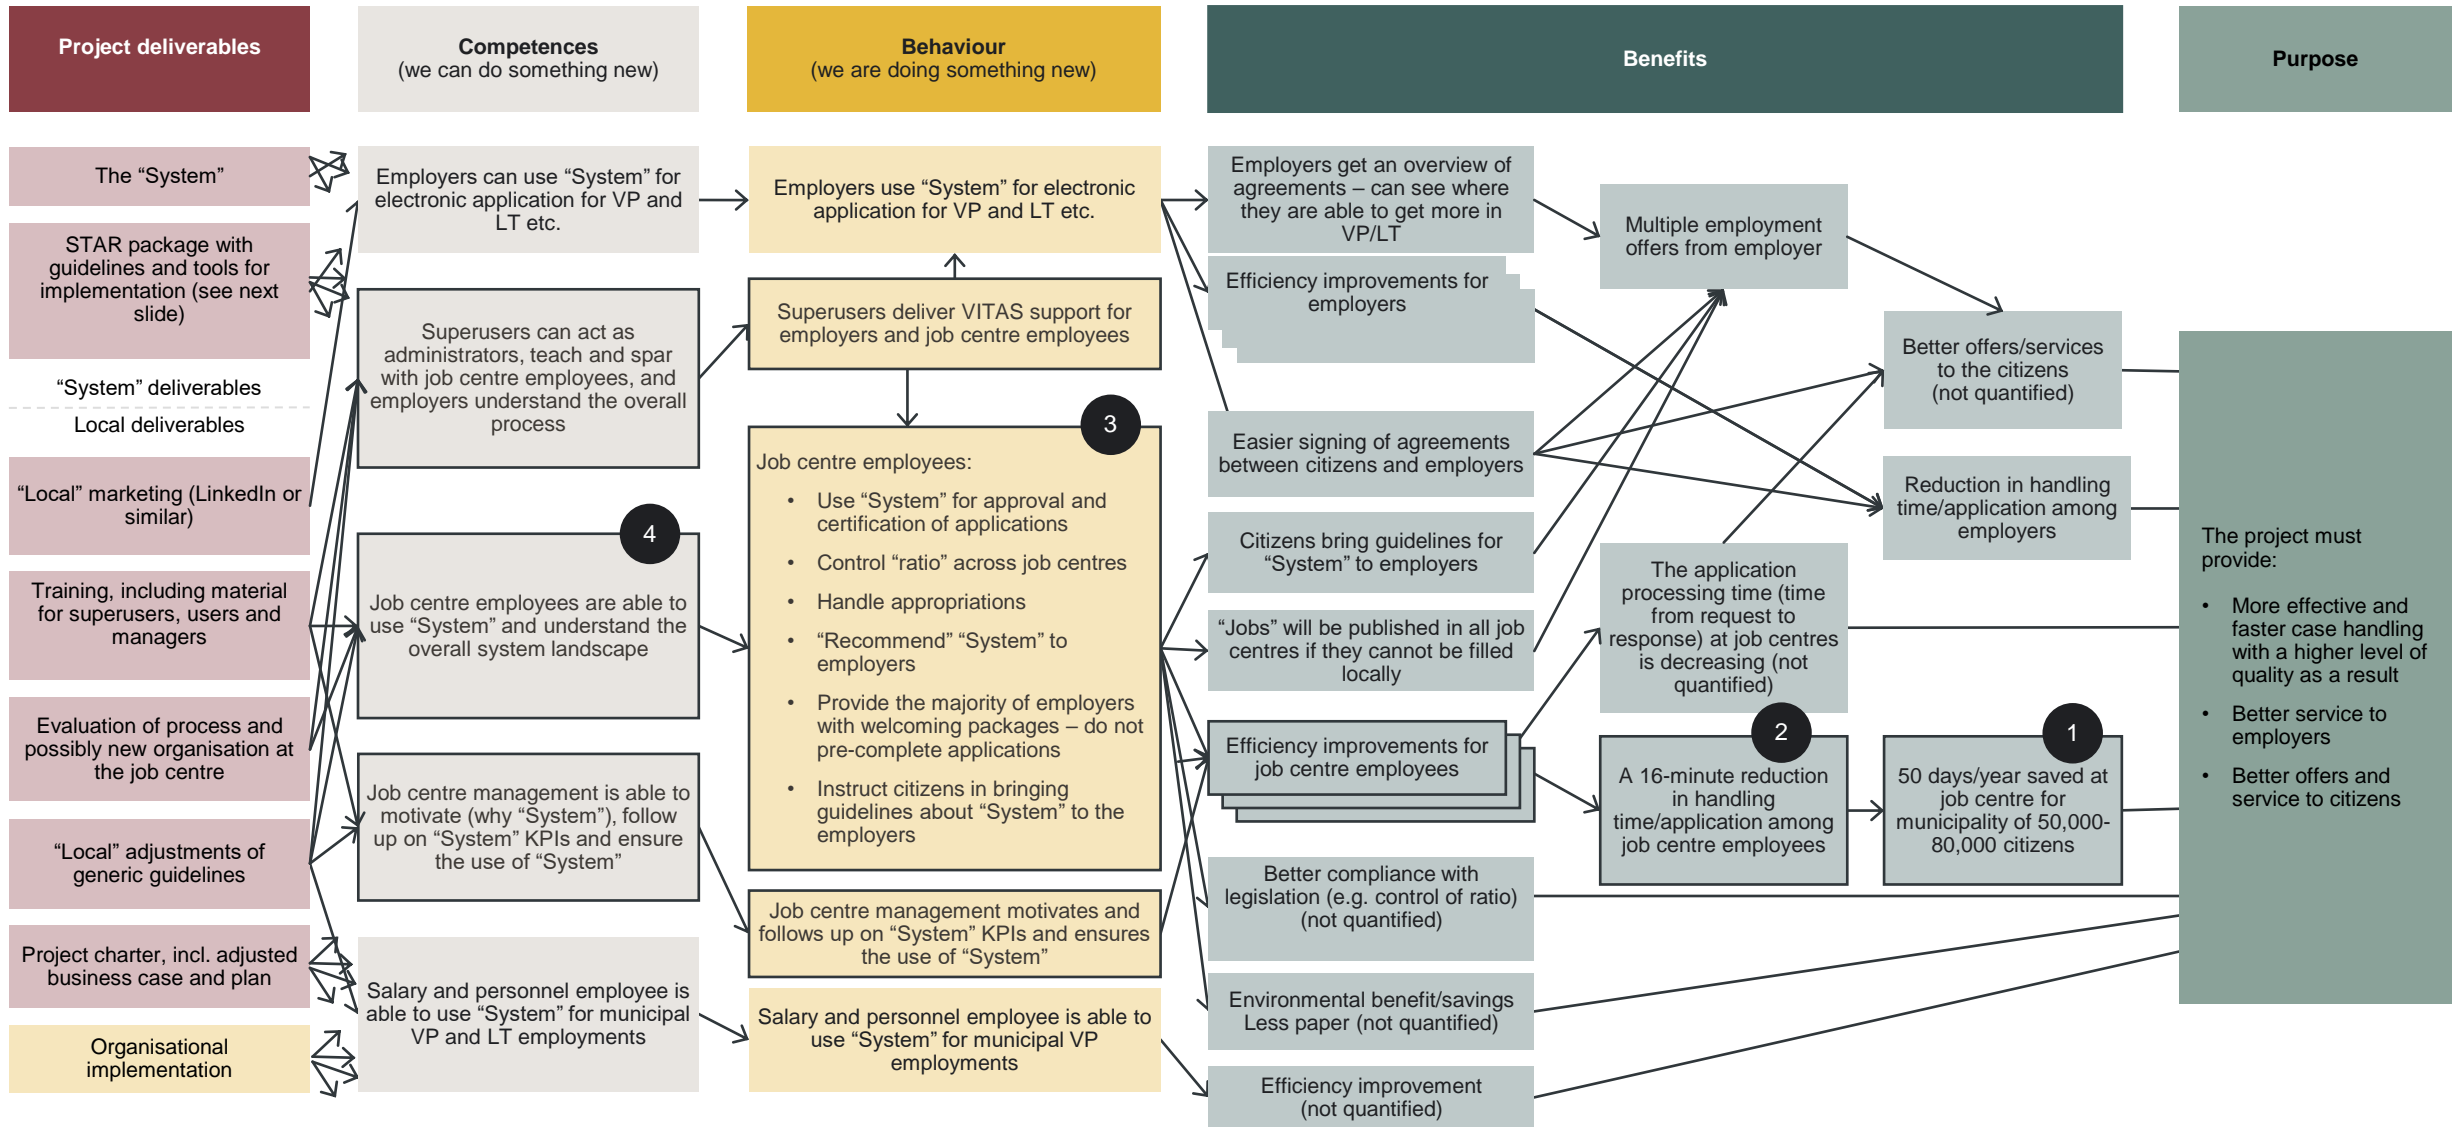 Project deliverables
Competences
(we can do something new)
Behaviour
(we are doing something new)
Benefits
Purpose
The “System”
STAR package with
guidelines and tools for
implementation (see next
slide)
“System” deliverables
Local deliverables
“Local” marketing (LinkedIn or
similar)
Training, including material
for superusers, users and
managers
Evaluation of process and
possibly new organisation at
the job centre
“Local” adjustments of
generic guidelines
Project charter, incl. adjusted
business case and plan
Organisational
implementation
Employers can use “System” for
electronic application for VP and
LT etc.
Superusers can act as
administrators, teach and spar
with job centre employees, and
employers understand the overall
process
4
Job centre employees are able to
use “System” and understand the
overall system landscape
Job centre management is able to
motivate (why “System”), follow
up on “System” KPIs and ensure
the use of “System”
Salary and personnel employee is
able to use “System” for municipal
VP and LT employments
Employers use “System” for electronic
application for VP and LT etc.
Superusers deliver VITAS support for
employers and job centre employees
3
Job centre employees:
• Use “System” for approval and
certification of applications
• Control “ratio” across job centres
• Handle appropriations
• “Recommend” “System” to
employers
• Provide the majority of employers
with welcoming packages – do not
pre-complete applications
• Instruct citizens in bringing
guidelines about “System” to the
employers
Job centre management motivates and
follows up on “System” KPIs and ensures
the use of “System”
Salary and personnel employee is able to
use “System” for municipal VP
employments
Employers get an overview of
agreements – can see where
they are able to get more in
VP/LT
Efficiency improvements for
employers
Easier signing of agreements
between citizens and employers
Citizens bring guidelines for
“System” to employers
“Jobs” will be published in all job
centres if they cannot be filled
locally
Efficiency improvements for
job centre employees
Better compliance with
legislation (e.g. control of ratio)
(not quantified)
Environmental benefit/savings
Less paper (not quantified)
Efficiency improvement
(not quantified)
Multiple employment
offers from employer
The application
processing time (time
from request to
response) at job centres
is decreasing (not
quantified)
2
A 16-minute reduction
in handling
time/application among
job centre employees
Better offers/services
to the citizens
(not quantified)
Reduction in handling
time/application among
employers
1
50 days/year saved at
job centre for
municipality of 50,000-
80,000 citizens
The project must
provide:
• More effective and
faster case handling
with a higher level of
quality as a result
• Better service to
employers
• Better offers and
service to citizens